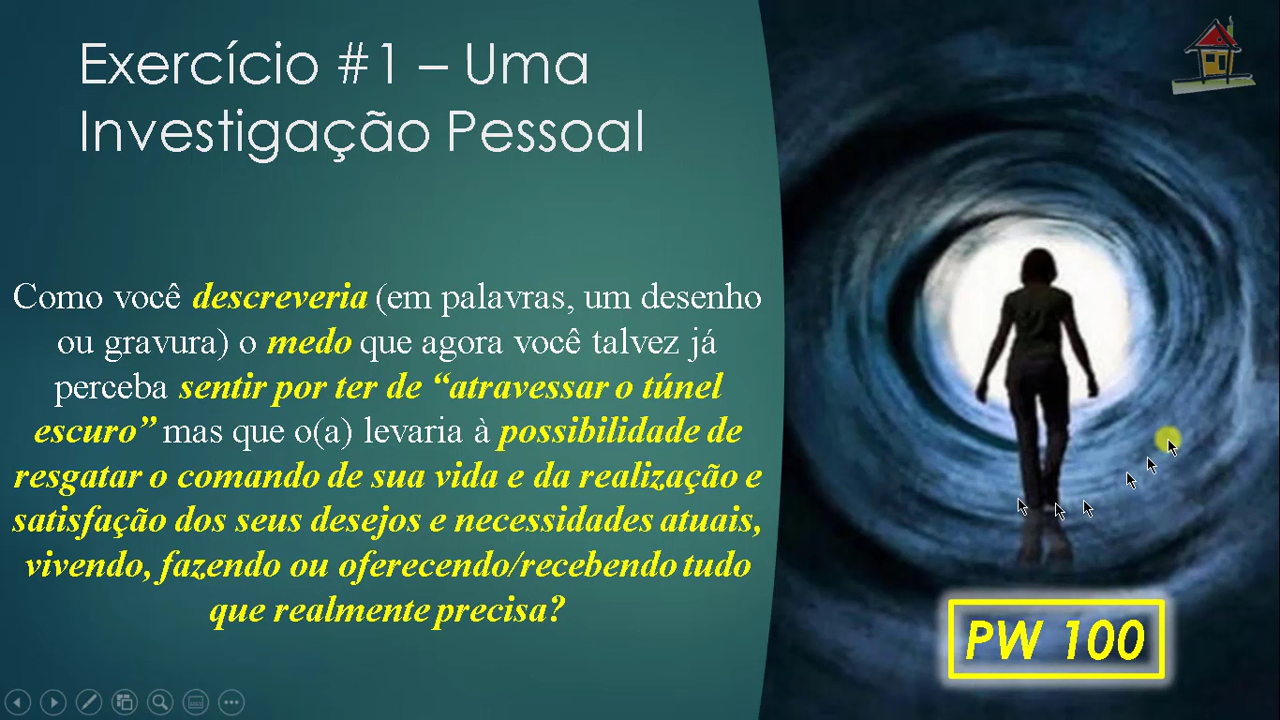 Exercício #1 – Uma
Investigação Pessoal
Como você descreveria (em palavras, um desenho
ou gravura) o medo que agora você talvez já
perceba sentir por ter de “atravessar o túnel
escuro” mas que o(a) levaria à possibilidade de
resgatar o comando de sua vida e da realização e
satisfação dos seus desejos e necessidades atuais,
vivendo, fazendo ou oferecendo/recebendo tudo
que realmente precisa?
PW 100